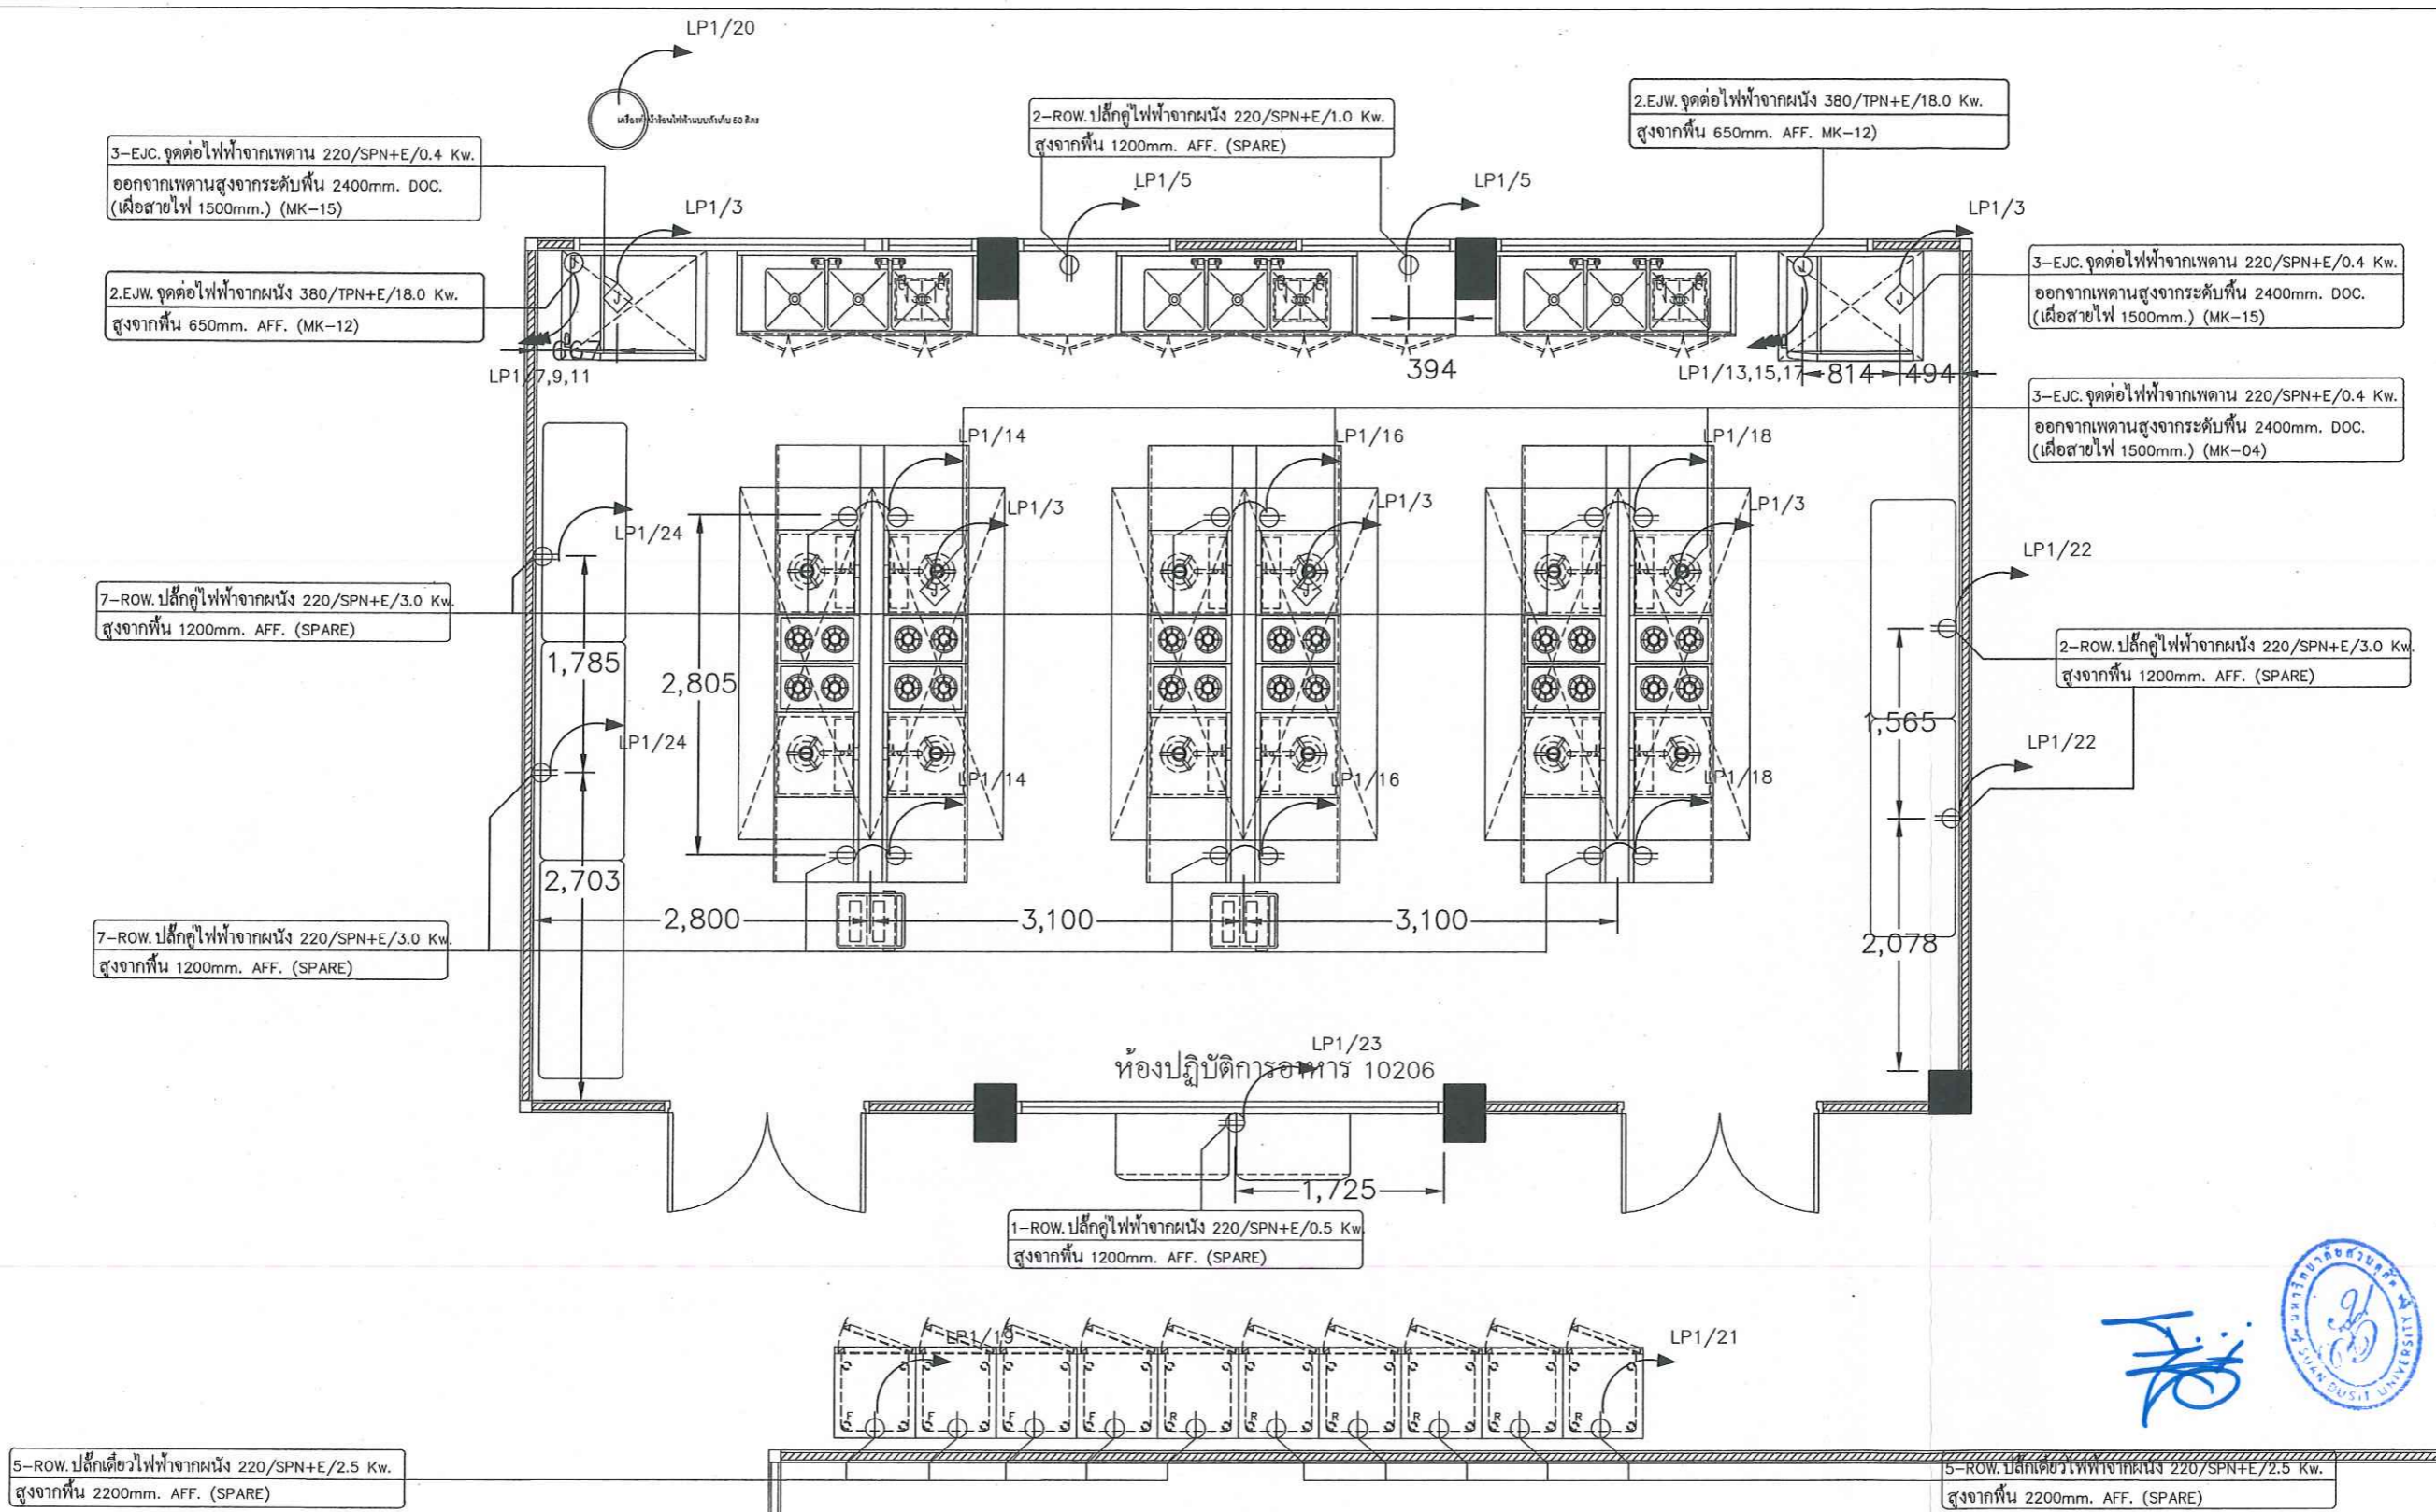 LP1/20
เครื่องทำน้ำร้อนไฟฟ้าแบบถังเก็บ 50 ลิตร
2-ROW.ปลั๊กคู่ไฟฟ้าจากผนัง 220/SPN+E/1.0 Kw.
สูงจากพื้น 1200mm. AFF. (SPARE)
2.EJW.จุดต่อไฟฟ้าจากผนัง 380/TPN+E/18.0 Kw.
สูงจากพื้น 650mm. AFF. MK-12)
3-EJC.จุดต่อไฟฟ้าจากเพดาน 220/SPN+E/0.4 Kw.
ออกจากเพดานสูงจากระดับพื้น 2400mm. DOC.
(เผื่อสายไฟ 1500mm.) (MK-15)
LP1/3
LP1/5
LP1/5
LP1/3
2.EJW.จุดต่อไฟฟ้าจากผนัง 380/TPN+E/18.0 Kw.
สูงจากพื้น 650mm. AFF. (MK-12)
3-EJC.จุดต่อไฟฟ้าจากเพดาน 220/SPN+E/0.4 Kw.
ออกจากเพดานสูงจากระดับพื้น 2400mm. DOC.
(เผื่อสายไฟ 1500mm.) (MK-15)
J
J
J
J
667
LP1/7,9,11
394
LP1/13,15,17
814
494
3-EJC.จุดต่อไฟฟ้าจากเพดาน 220/SPN+E/0.4 Kw.
ออกจากเพดานสูงจากระดับพื้น 2400mm. DOC.
(เผื่อสายไฟ 1500mm.) (MK-04)
LP1/14
LP1/16
LP1/18
LP1/3
LP1/3
LP1/3
LP1/24
LP1/22
J
J
J
7-ROW.ปลั๊กคู่ไฟฟ้าจากผนัง 220/SPN+E/3.0 Kw.
สูงจากพื้น 1200mm. AFF. (SPARE)
2-ROW.ปลั๊กคู่ไฟฟ้าจากผนัง 220/SPN+E/3.0 Kw.
สูงจากพื้น 1200mm. AFF. (SPARE)
1,785
2,805
1,565
LP1/24
LP1/22
LP1/14
LP1/16
LP1/18
2,703
2,800
3,100
3,100
2,078
7-ROW.ปลั๊กคู่ไฟฟ้าจากผนัง 220/SPN+E/3.0 Kw.
สูงจากพื้น 1200mm. AFF. (SPARE)
LP1/23
ห้องปฏิบัติการอาหาร 10206
1,725
1-ROW.ปลั๊กคู่ไฟฟ้าจากผนัง 220/SPN+E/0.5 Kw.
สูงจากพื้น 1200mm. AFF. (SPARE)
LP1/19
LP1/21
F F F F R R R R R R
มหาวิทยาลัยสวนดุสิต
SUAN DUSIT UNIVERSITY
5-ROW.ปลั๊กเดี่ยวไฟฟ้าจากผนัง 220/SPN+E/2.5 Kw.
สูงจากพื้น 2200mm. AFF. (SPARE)
5-ROW.ปลั๊กเดี่ยวไฟฟ้าจากผนัง 220/SPN+E/2.5 Kw.
สูงจากพื้น 2200mm. AFF. (SPARE)